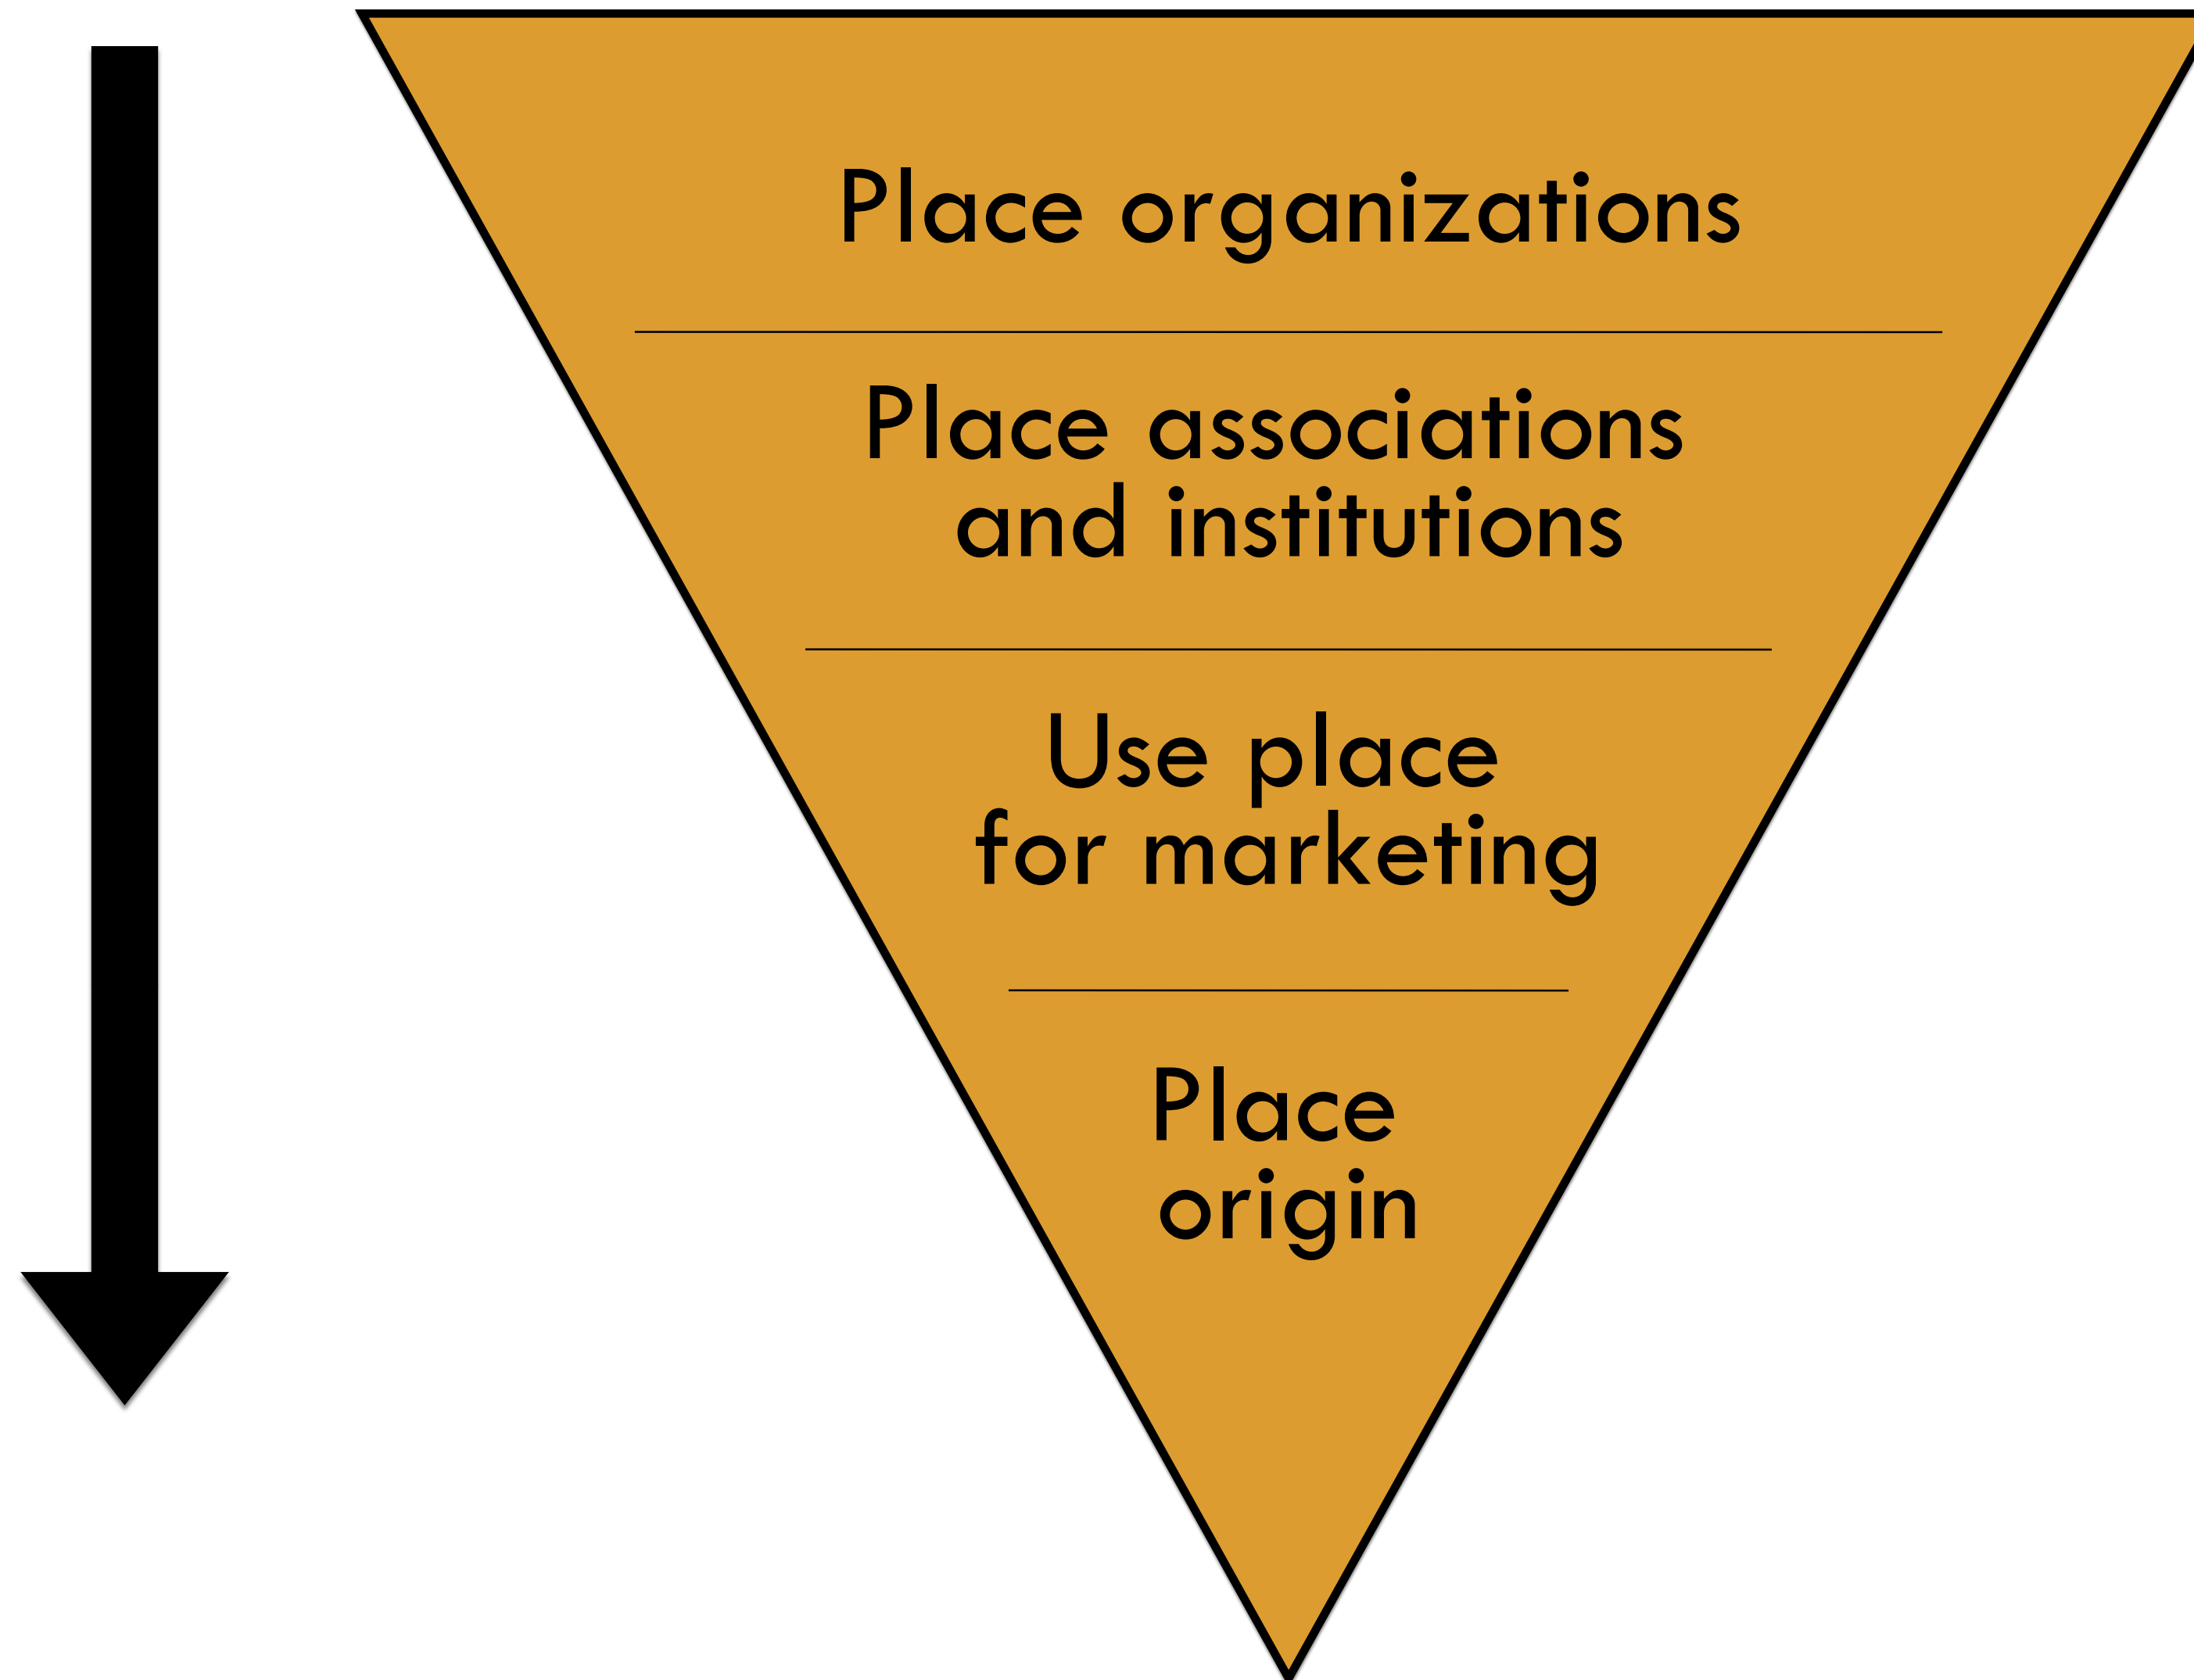 Place organizations
Place associations
and institutions
Use place
for marketing
Place
origin